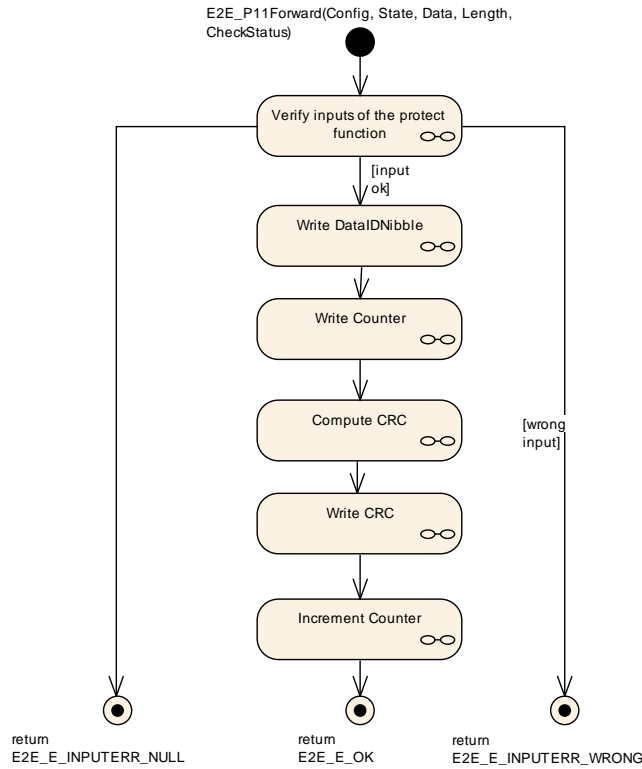 E2E_P11Forward(Config, State, Data, Length,
CheckStatus)
Verify inputs of the protect
function
[input
ok]
Write DataIDNibble
Write Counter
Compute CRC
[wrong
input]
Write CRC
Increment Counter
return
E2E_E_INPUTERR_NULL
return
E2E_E_OK
return
E2E_E_INPUTERR_WRONG